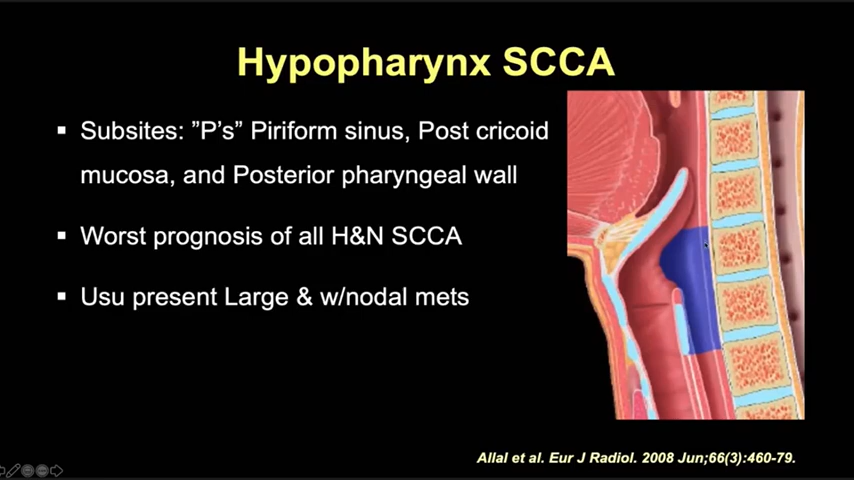 Hypopharynx SCCA
▪ Subsites: ”P’s” Piriform sinus, Post cricoid
mucosa, and Posterior pharyngeal wall
▪ Worst prognosis of all H&N SCCA
▪ Usu present Large & w/nodal mets
Allal et al. Eur J Radiol. 2008 Jun;66(3):460-79.